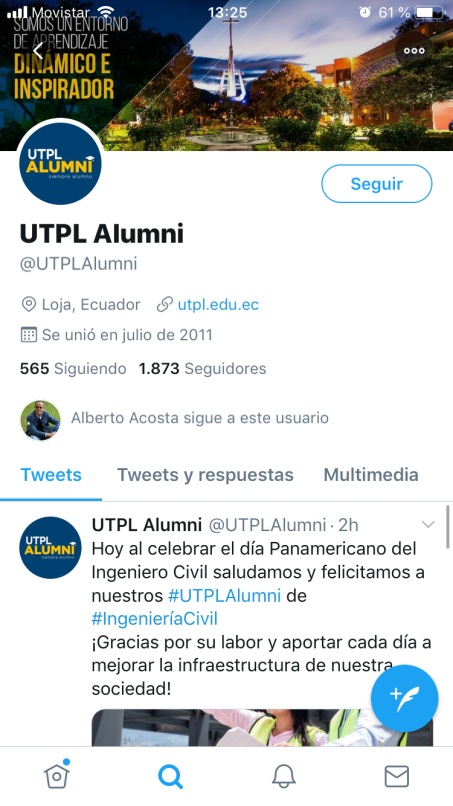 Movistar 13:25 61 %
SOMOS UN ENTORNO
DE APRENDIZAJE
DINÁMICO E
INSPIRADOR
UTPL
ALUMNI
siempre alumno
Seguir
UTPL Alumni
@UTPLAlumni
Loja, Ecuador utpl.edu.ec
Se unió en julio de 2011
565 Siguiendo 1.873 Seguidores
Alberto Acosta sigue a este usuario
Tweets Tweets y respuestas Multimedia
UTPL Alumni @UTPLAlumni · 2h
UTPL
ALUMNI
siempre alumno
Hoy al celebrar el día Panamericano del
Ingeniero Civil saludamos y felicitamos a
nuestros #UTPLAlumni de
#IngenieríaCivil
¡Gracias por su labor y aportar cada día a
mejorar la infraestructura de nuestra
sociedad!